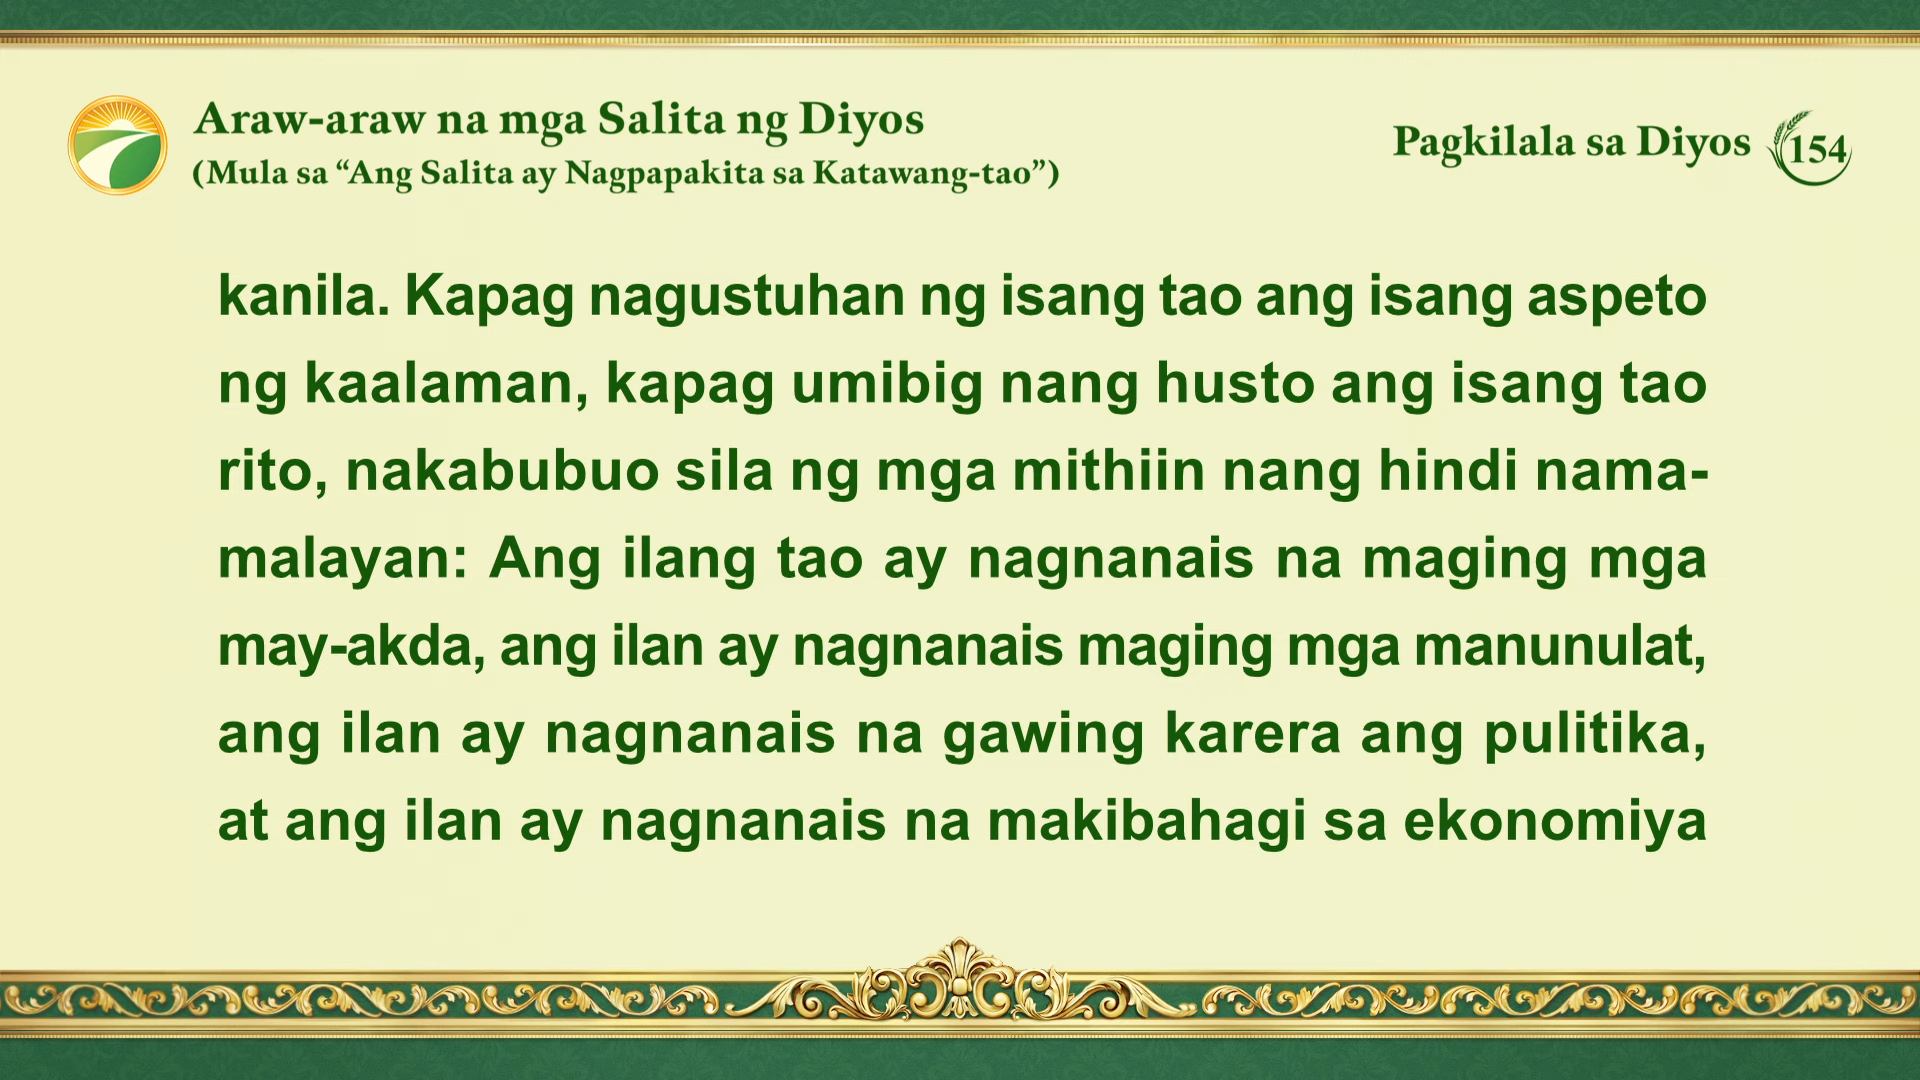 Araw-araw na mga Salita ng Diyos
(Mula sa “Ang Salita ay Nagpapakita sa Katawang-tao”)
Pagkilala sa Diyos 154
kanila. Kapag nagustuhan ng isang tao ang isang aspeto
ng kaalaman, kapag umibig nang husto ang isang tao
rito, nakabubuo sila ng mga mithiin nang hindi nama-
malayan: Ang ilang tao ay nagnanais na maging mga
may-akda, ang ilan ay nagnanais maging mga manunulat,
ang ilan ay nagnanais na gawing karera ang pulitika,
at ang ilan ay nagnanais na makibahagi sa ekonomiya